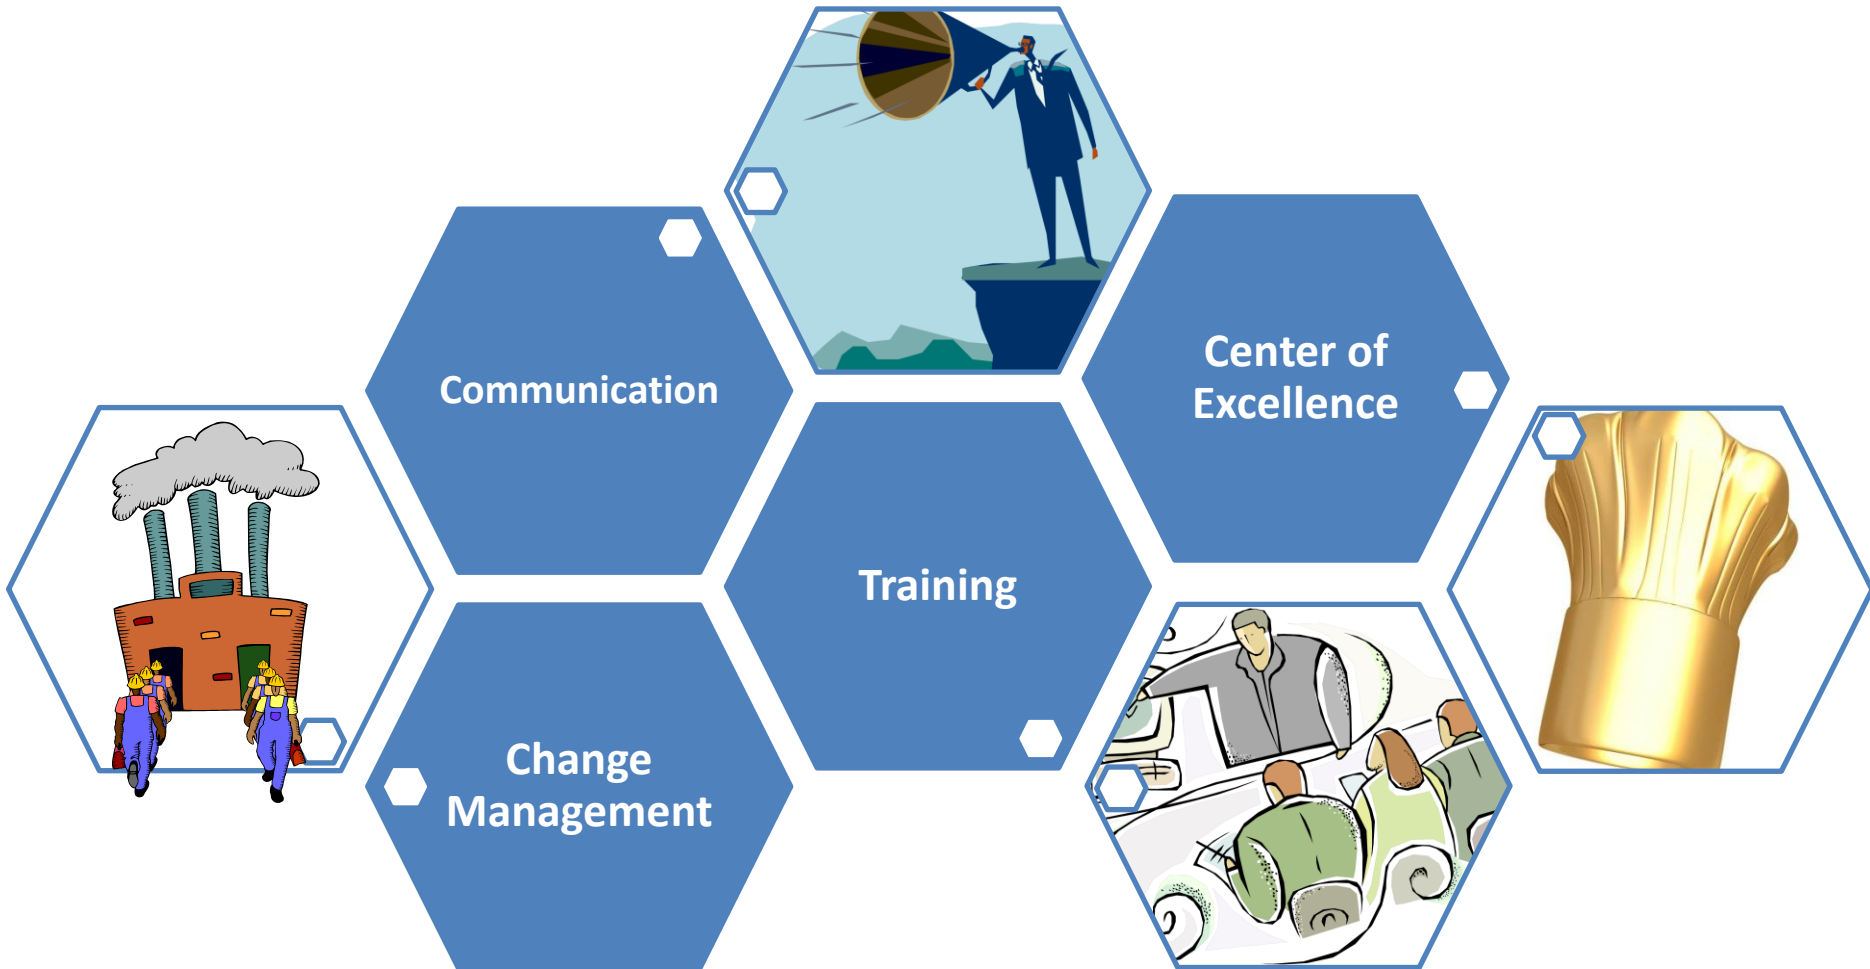 Communication
Center of
Excellence
Training
Change
Management